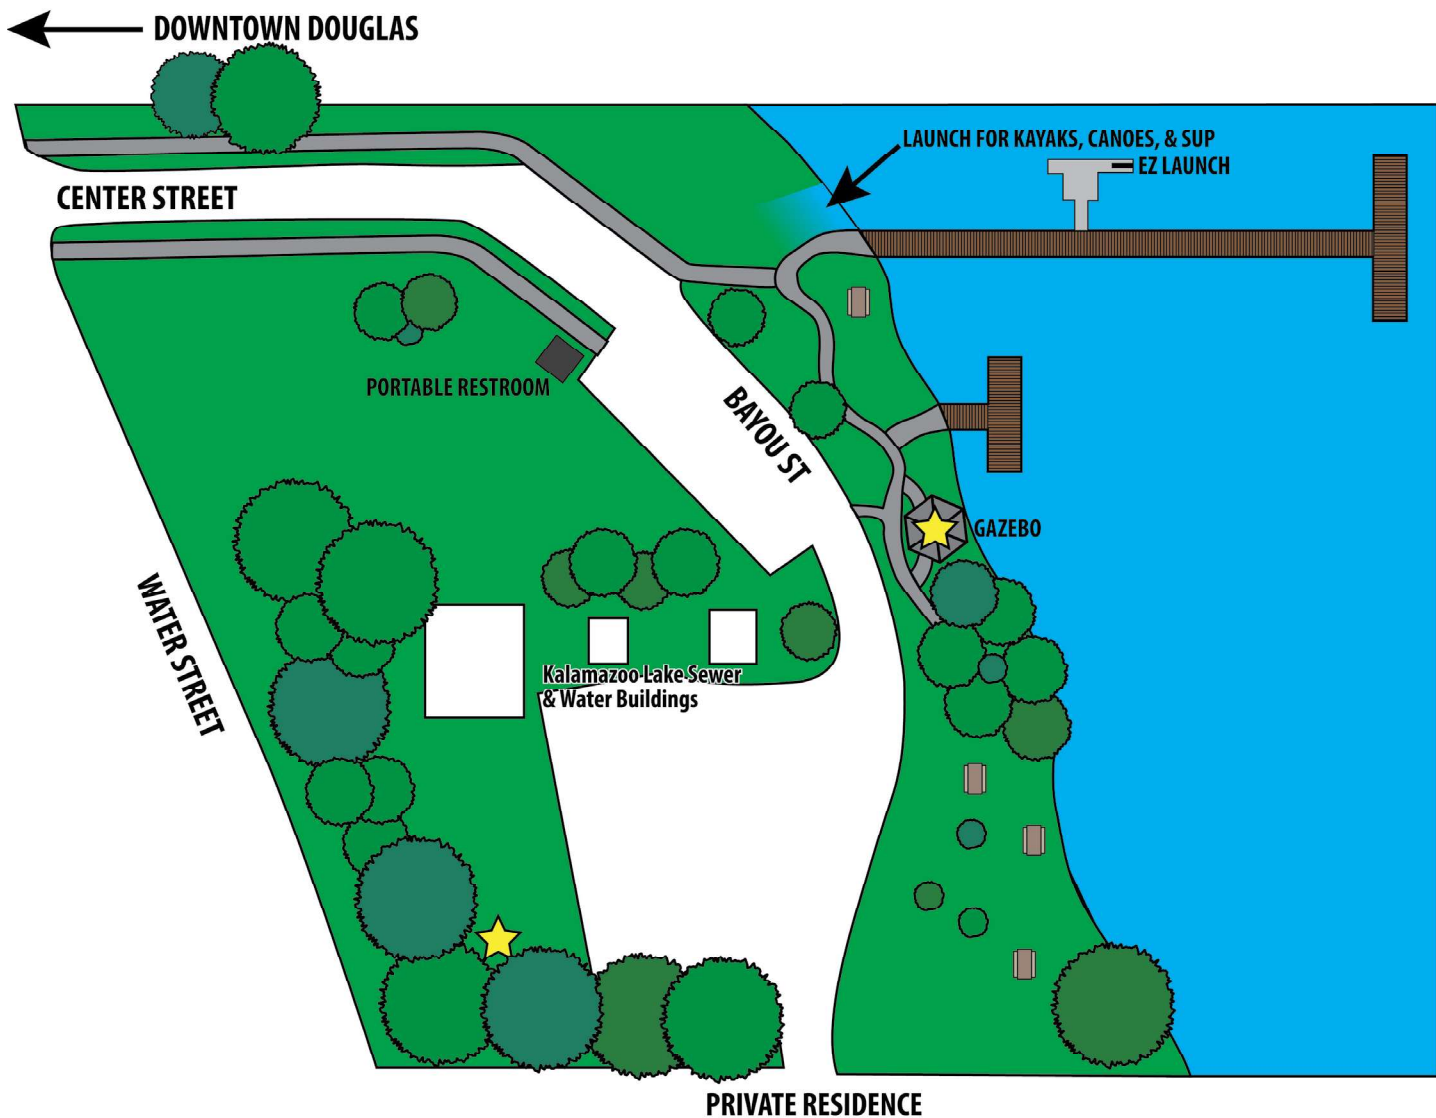 DOWNTOWN DOUGLAS
LAUNCH FOR KAYAKS, CANOES, & SUP
EZ LAUNCH
CENTER STREET
PORTABLE RESTROOM
BAYOU ST
GAZEBO
WATER STREET
Kalamazoo Lake Sewer
& Water Buildings
PRIVATE RESIDENCE